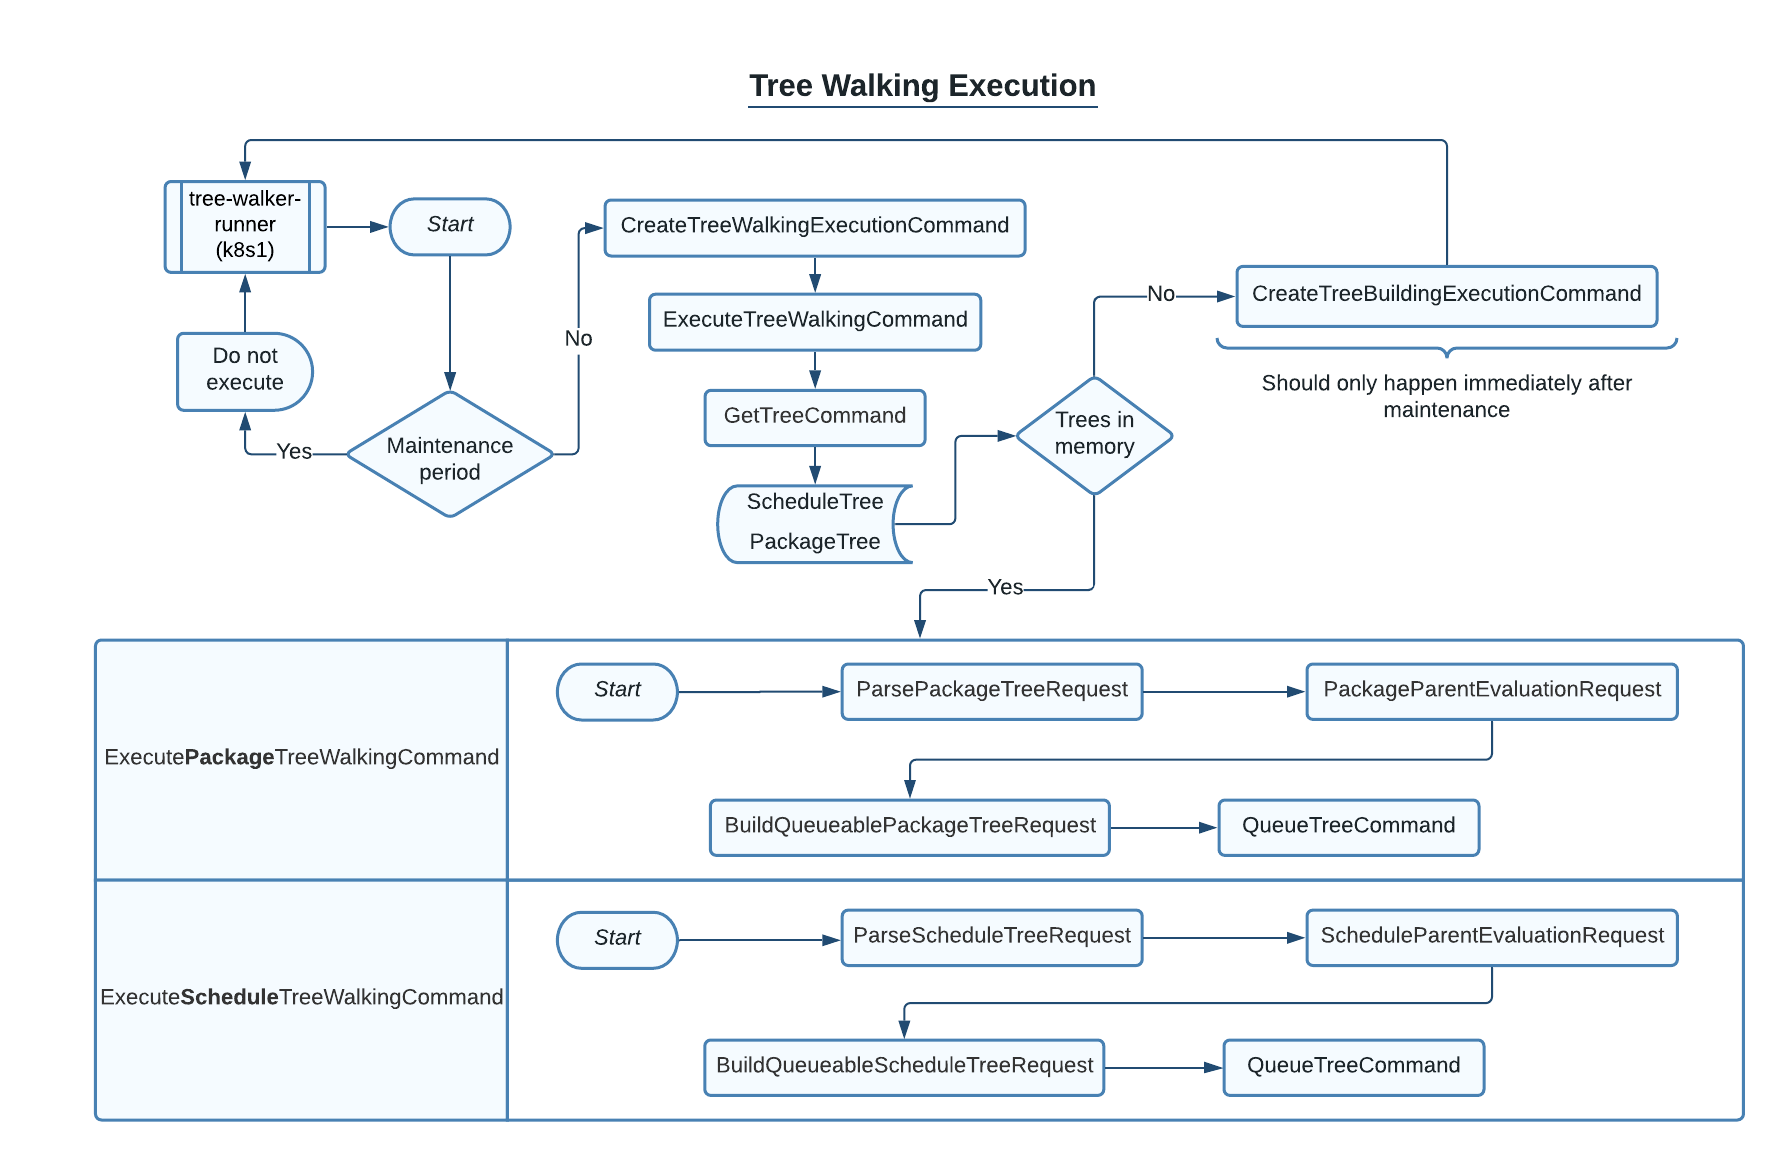 Tree Walking Execution
tree-walker-
runner
(k8s1)
Start
Do not
execute
Yes
Maintenance
period
No
CreateTreeWalkingExecutionCommand
ExecuteTreeWalkingCommand
GetTreeCommand
ScheduleTree
PackageTree
Trees in
memory
No
CreateTreeBuildingExecutionCommand
Should only happen immediately after
maintenance
Yes
ExecutePackageTreeWalkingCommand
Start
ParsePackageTreeRequest
PackageParentEvaluationRequest
BuildQueueablePackageTreeRequest
QueueTreeCommand
ExecuteScheduleTreeWalkingCommand
Start
ParseScheduleTreeRequest
ScheduleParentEvaluationRequest
BuildQueueableScheduleTreeRequest
QueueTreeCommand